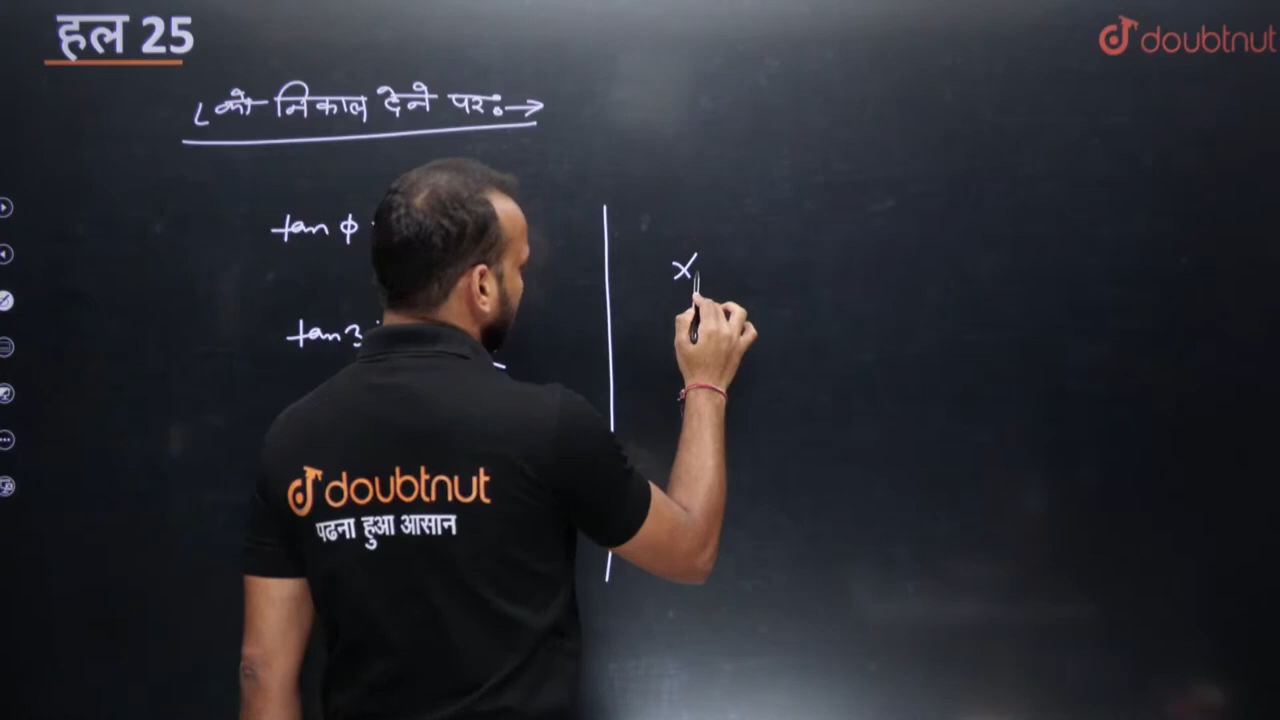 हल 25
doubtnut
L को निकाल देने पर :→
tan ϕ
tan 3
X
doubtnut
पढना हुआ आसान